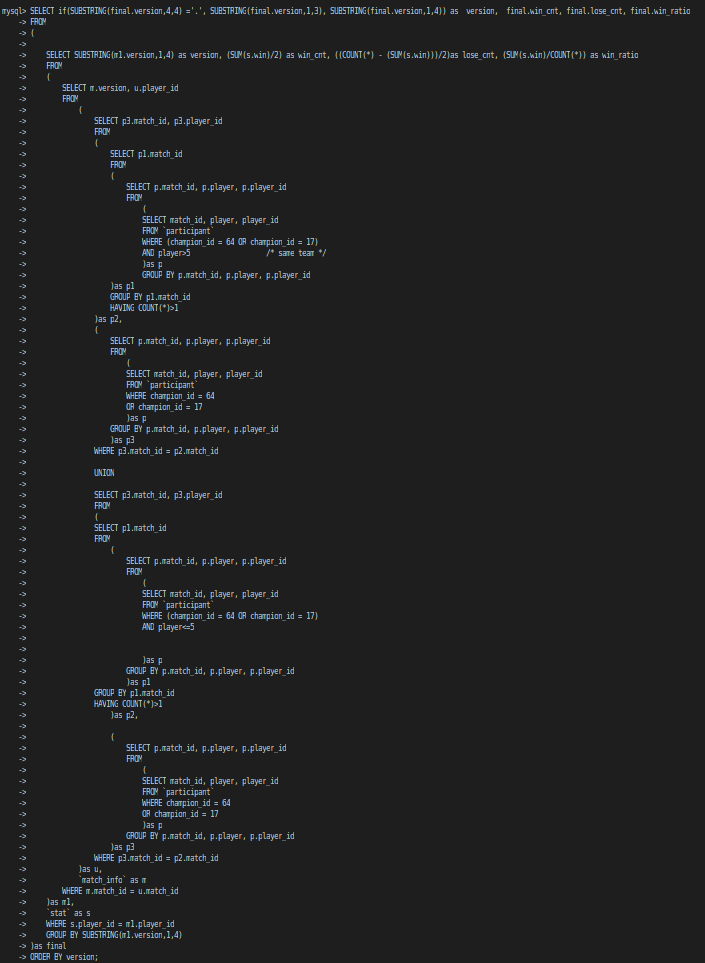 mysql> SELECT if(SUBSTRING(final.version,4,4) ='.', SUBSTRING(final.version,1,3), SUBSTRING(final.version,1,4)) as  version,  final.win_cnt, final.lose_cnt, final.win_ratio
    -> FROM
    -> (
    ->
    ->     SELECT SUBSTRING(m1.version,1,4) as version, (SUM(s.win)/2) as win_cnt, ((COUNT(*) - (SUM(s.win)))/2)as lose_cnt, (SUM(s.win)/COUNT(*)) as win_ratio
    ->     FROM
    ->     (
    ->         SELECT m.version, u.player_id
    ->         FROM
    ->             (
    ->                 SELECT p3.match_id, p3.player_id
    ->                 FROM
    ->                 (
    ->                     SELECT p1.match_id
    ->                     FROM
    ->                     (
    ->                         SELECT p.match_id, p.player, p.player_id
    ->                         FROM
    ->                             (
    ->                             SELECT match_id, player, player_id
    ->                             FROM `participant`
    ->                             WHERE (champion_id = 64 OR champion_id = 17)
    ->                             AND player>5                   /* same team */
    ->                             )as p
    ->                             GROUP BY p.match_id, p.player, p.player_id
    ->                     )as p1
    ->                     GROUP BY p1.match_id
    ->                     HAVING COUNT(*)>1
    ->                 )as p2,
    ->                 (
    ->                     SELECT p.match_id, p.player, p.player_id
    ->                     FROM
    ->                         (
    ->                         SELECT match_id, player, player_id
    ->                         FROM `participant`
    ->                         WHERE champion_id = 64
    ->                         OR champion_id = 17
    ->                         )as p
    ->                     GROUP BY p.match_id, p.player, p.player_id
    ->                     )as p3
    ->                 WHERE p3.match_id = p2.match_id
    ->
    ->                 UNION
    ->
    ->                 SELECT p3.match_id, p3.player_id
    ->                 FROM
    ->                 (
    ->                 SELECT p1.match_id
    ->                 FROM
    ->                     (
    ->                         SELECT p.match_id, p.player, p.player_id
    ->                         FROM
    ->                             (
    ->                             SELECT match_id, player, player_id
    ->                             FROM `participant`
    ->                             WHERE (champion_id = 64 OR champion_id = 17)
    ->                             AND player<=5
    ->
    ->
    ->                             )as p
    ->                         GROUP BY p.match_id, p.player, p.player_id
    ->                         )as p1
    ->                 GROUP BY p1.match_id
    ->                 HAVING COUNT(*)>1
    ->                     )as p2,
    ->
    ->                     (
    ->                         SELECT p.match_id, p.player, p.player_id
    ->                         FROM
    ->                             (
    ->                             SELECT match_id, player, player_id
    ->                             FROM `participant`
    ->                             WHERE champion_id = 64
    ->                             OR champion_id = 17
    ->                             )as p
    ->                         GROUP BY p.match_id, p.player, p.player_id
    ->                     )as p3
    ->                 WHERE p3.match_id = p2.match_id
    ->             )as u,
    ->             `match_info` as m
    ->         WHERE m.match_id = u.match_id
    ->     )as m1,
    ->     `stat` as s
    ->     WHERE s.player_id = m1.player_id
    ->     GROUP BY SUBSTRING(m1.version,1,4)
    -> )as final
    -> ORDER BY version;